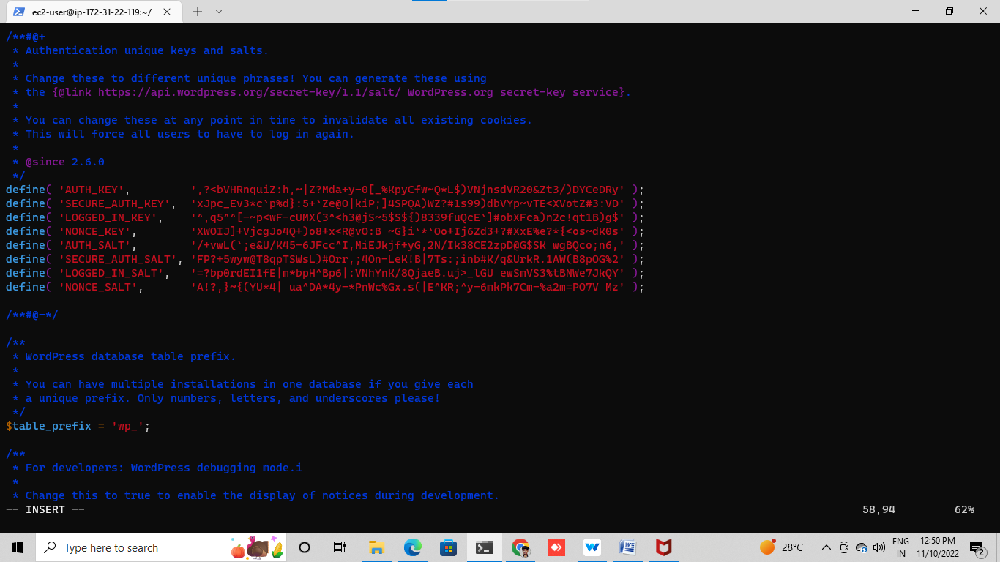 ec2-user@ip-172-31-22-119:~/
/**#@+
 * Authentication unique keys and salts.
 *
 * Change these to different unique phrases! You can generate these using
 * the {@link https://api.wordpress.org/secret-key/1.1/salt/ WordPress.org secret-key service}.
 *
 * You can change these at any point in time to invalidate all existing cookies.
 * This will force all users to have to log in again.
 *
 * @since 2.6.0
 */
define( 'AUTH_KEY',         ',?<bVHRnquiZ:h,~|Z?Mda+y-0[_%KpyCfw~Q*L$)VNjnsdVR20&Zt3/)DYCeDRy' );
define( 'SECURE_AUTH_KEY',  'xJpc_Ev3*c`p%d}:5+`Ze@O|kiP;]4SPQA)WZ?#1s99)dbVYp~vTE<XVotZ#3:VD' );
define( 'LOGGED_IN_KEY',    '^,q5^^[-~p<wF-cUMX(3^<h3@jS~5$$${)8339fuQcE`]#obXFca)n2c!qt1B)g$' );
define( 'NONCE_KEY',        'XWOIJ]+VjcgJo4Q+)o8+x<R@vO:B ~G}i`*`Oo+Ij6Zd3+?#XxE%e?*{<os~dK0s' );
define( 'AUTH_SALT',        '/+vwL(`;e&U/K45-6JFcc^I,MiEJkjf+yG,2N/Ik38CE2zpD@G$SK wgBQco;n6,' );
define( 'SECURE_AUTH_SALT', 'FP?+5wyw@T8qpTSWsL)#Orr,;4On-LeK!B|7Ts:;inb#K/q&UrkR.1AW(B8pOG%2' );
define( 'LOGGED_IN_SALT',   '=?bp0rdEI1fE|m*bpH^Bp6|:VNhYnK/8QjaeB.uj>_lGU ewSmVS3%tBNWe7JkQY' );
define( 'NONCE_SALT',       'A!?,}~{(YU*4| ua^DA*4y-*PnWc%Gx.s(|E^KR;^y-6mkPk7Cm-%a2m=PO7V Mz' );
/**#@-*/
/**
 * WordPress database table prefix.
 *
 * You can have multiple installations in one database if you give each
 * a unique prefix. Only numbers, letters, and underscores please!
 */
$table_prefix = 'wp_';
/**
 * For developers: WordPress debugging mode.i
 *
 * Change this to true to enable the display of notices during development.
-- INSERT -- 58,94 62%
Type here to search
28°C
ENG
IN
12:50 PM
11/10/2022
2